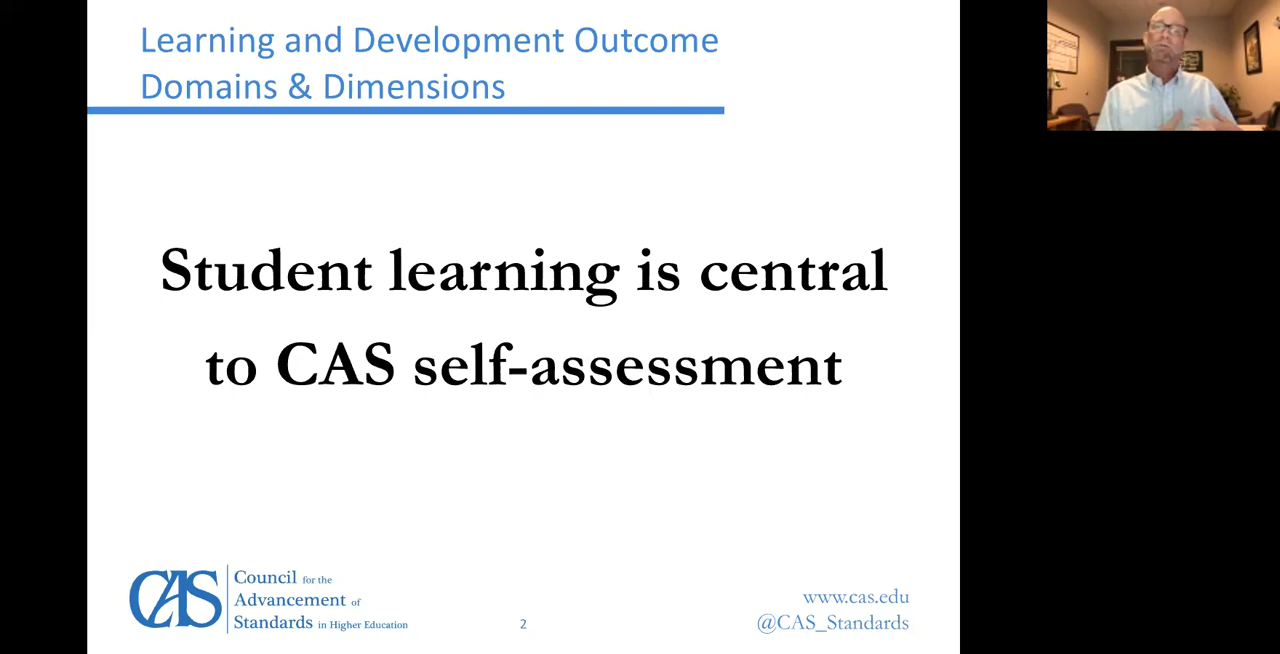 Learning and Development Outcome
Domains & Dimensions
Student learning is central
to CAS self-assessment
CAS
Council for the
Advancement of
Standards in Higher Education
2
www.cas.edu
@CAS_Standards